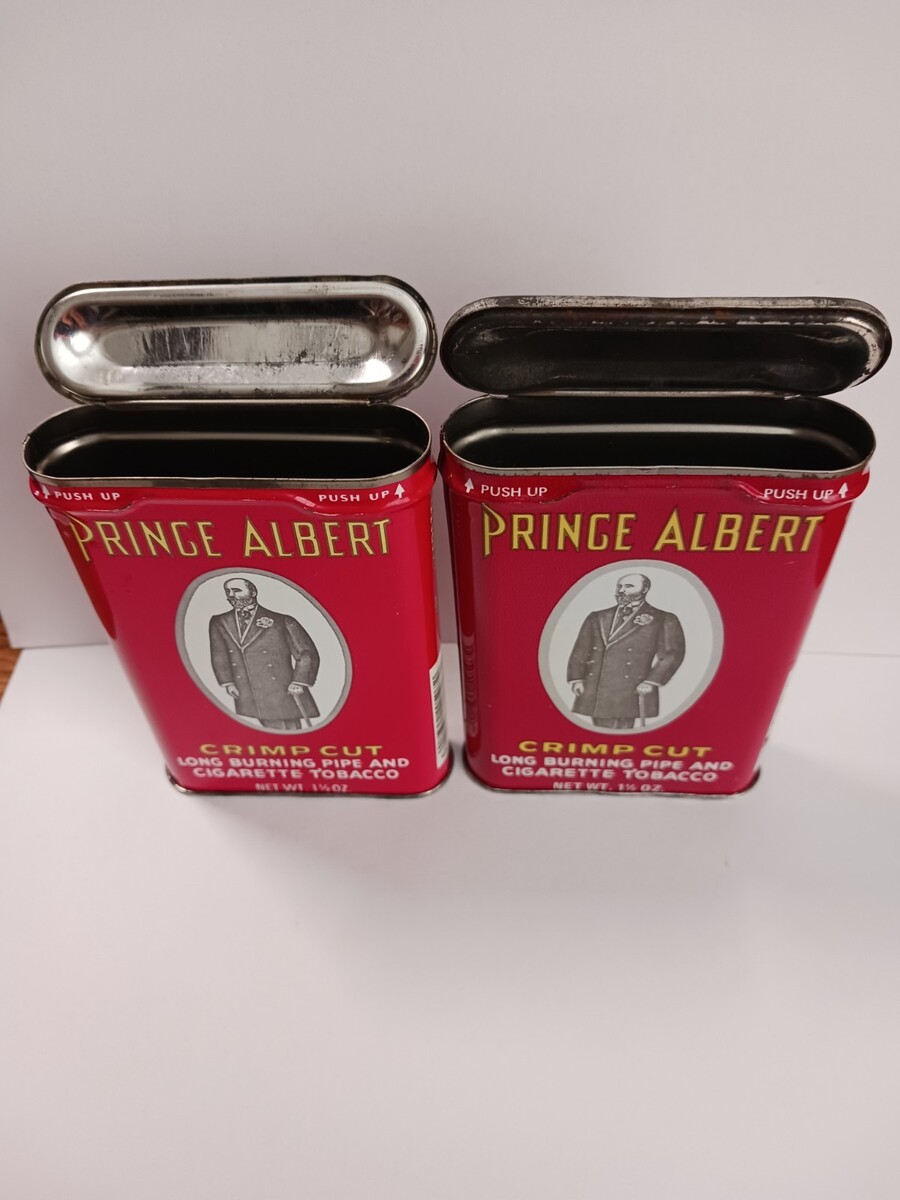 PUSH UP PUSH UP
PRINCE ALBERT
CRIMP CUT
LONG BURNING PIPE AND
CIGARETTE TOBACCO
NET WT. 1½ OZ.
PUSH UP PUSH UP
PRINCE ALBERT
CRIMP CUT
LONG BURNING PIPE AND
CIGARETTE TOBACCO
NET WT. 1½ OZ.